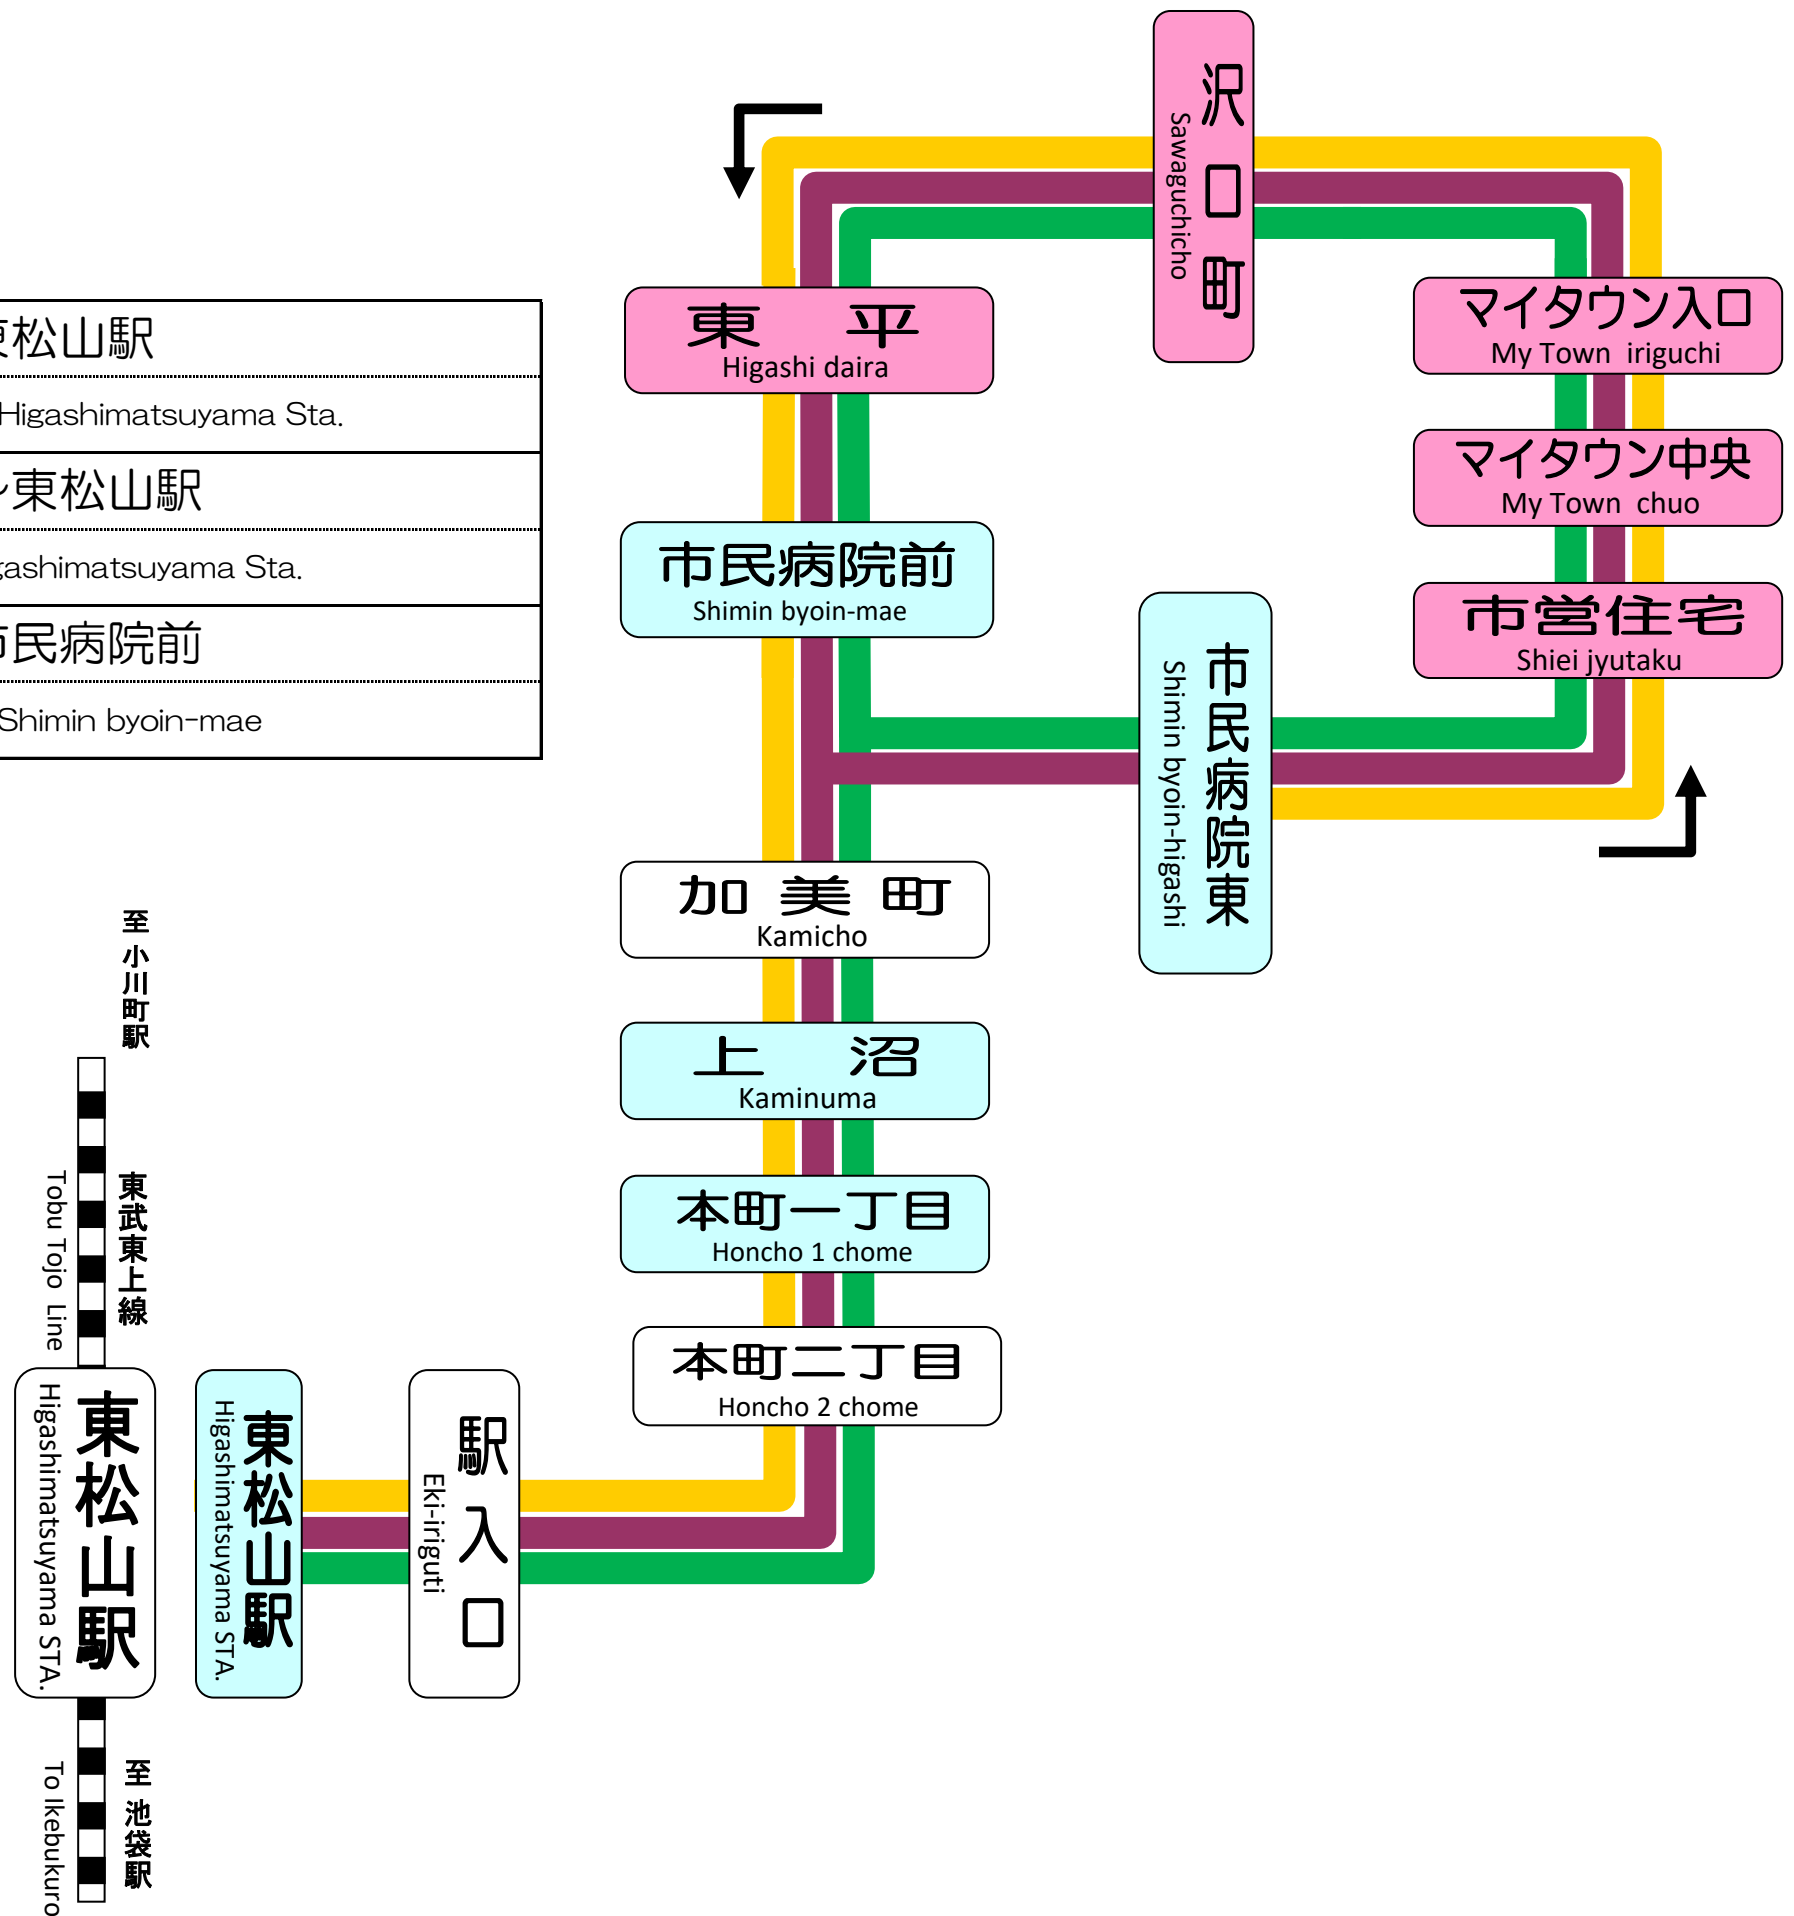 沢口町
Sawaguchicho
東松山駅
Higashimatsuyama Sta.
東松山駅
gashimatsuyama Sta.
民病院前
Shimin byoin-mae
東 平
Higashi daira
マイタウン入口
My Town iriguchi
マイタウン中央
My Town chuo
市民病院前
Shimin byoin-mae
市営住宅
Shiei jyutaku
市民病院東
Shimin byoin-higashi
加美町
Kamicho
上 沼
Kaminuma
本町一丁目
Honcho 1 chome
本町二丁目
Honcho 2 chome
至 小川町駅
東武東上線
Tobu Tojo Line
東松山駅
Higashimatsuyama STA.
東松山駅
Higashimatsuyama STA.
駅入口
Eki-iriguti
至 池袋駅
To Ikebukuro